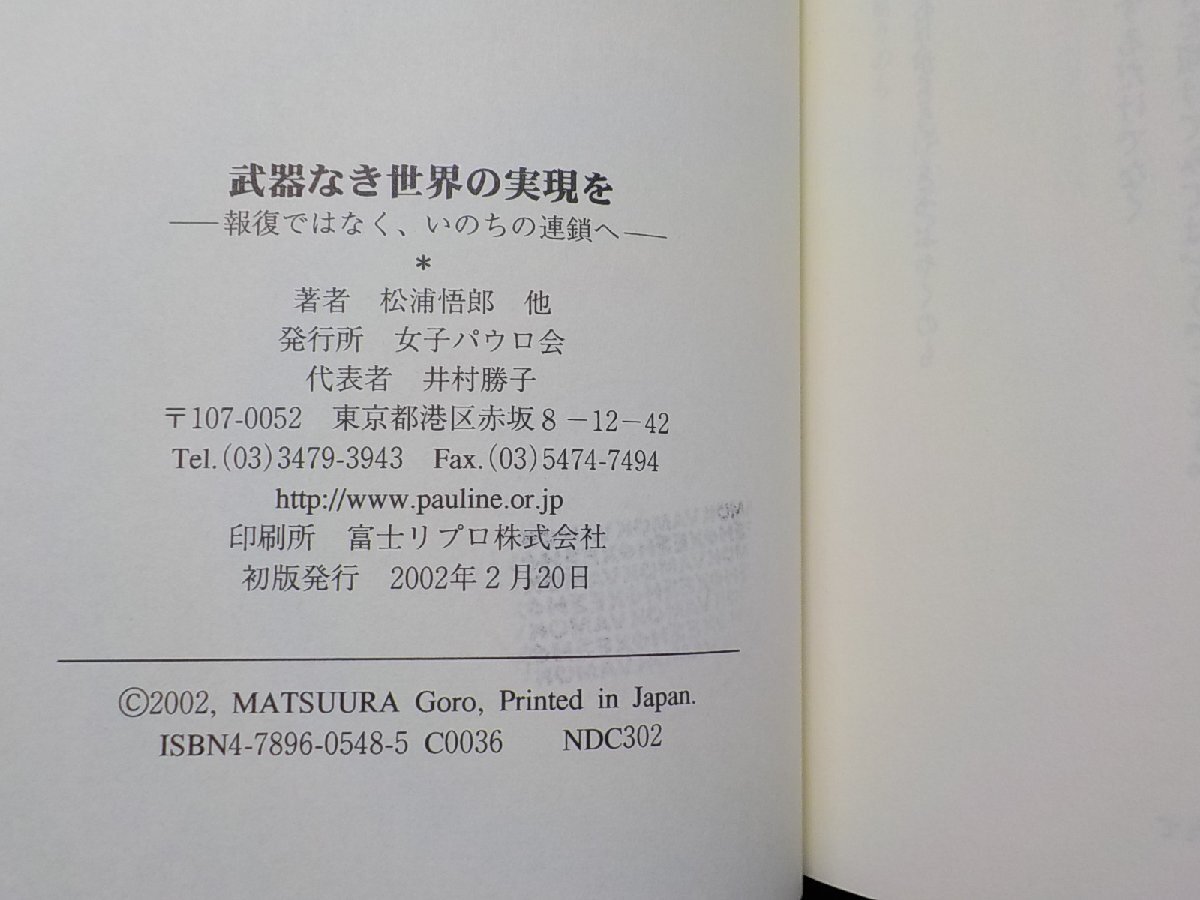 武器なき世界の実現を
―報復ではなく、いのちの連鎖へ―
*
著者　松浦悟郎　他
発行所　女子パウロ会
代表者　井村勝子
〒107-0052　東京都港区赤坂８－12－42
Tel.(03)3479-3943　Fax.(03)5474-7494
http://www.pauline.or.jp
印刷所　富士リプロ株式会社
初版発行　2002年２月20日
©2002, MATSUURA Goro, Printed in Japan.
ISBN4-7896-0548-5 C0036　NDC302